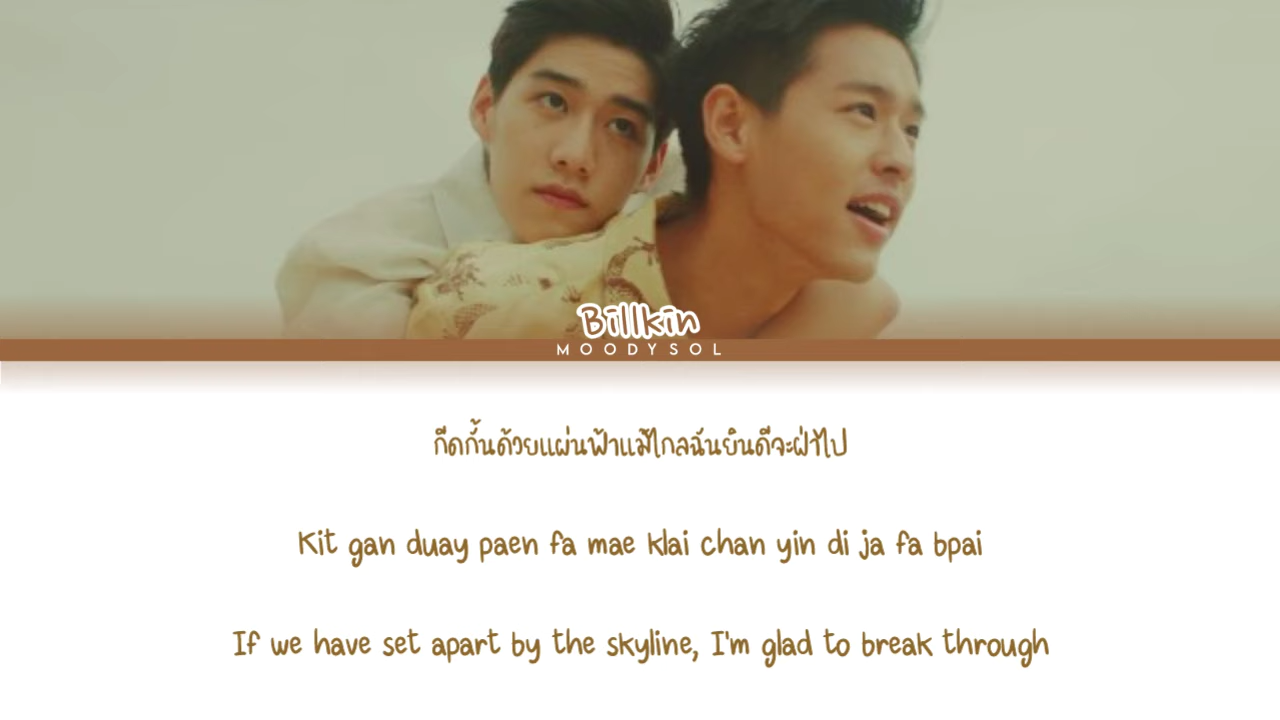 Billkin
MOODYSOL
กีดกั้นด้วยแผ่นฟ้าแม้ไกลฉันยินดีจะฝ่าไป
Kit gan duay paen fa mae klai chan yin di ja fa bpai
If we have set apart by the skyline, I'm glad to break through